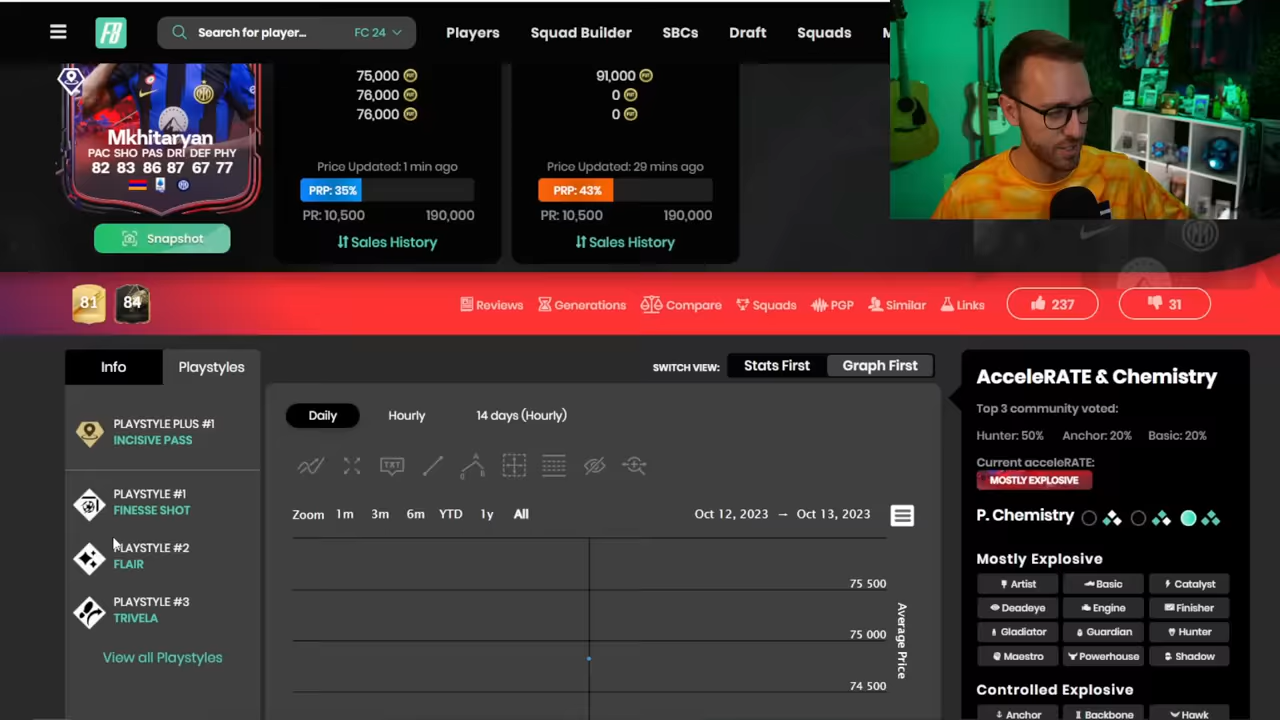 FB
Search for player...
FC 24
Players
Squad Builder
SBCs
Draft
Squads
M
75,000
76,000
76,000
91,000
0
0
Mkhitaryan
PAC SHO PAS DRI DEF PHY
82 83 86 87 67 77
Price Updated: 1 min ago
PRP: 35%
PR: 10,500
190,000
Sales History
Price Updated: 29 mins ago
PRP: 43%
PR: 10,500
190,000
Sales History
Snapshot
81
84
Reviews
Generations
Compare
Squads
PGP
Similar
Links
237
31
Info
Playstyles
PLAYSTYLE PLUS #1
INCISIVE PASS
PLAYSTYLE #1
FINESSE SHOT
PLAYSTYLE #2
FLAIR
PLAYSTYLE #3
TRIVELA
View all Playstyles
SWITCH VIEW:
Stats First
Graph First
Daily
Hourly
14 days (Hourly)
TXT
Zoom 1m 3m 6m YTD 1y All
Oct 12, 2023 → Oct 13, 2023
75 500
75 000
74 500
Average Price
AcceleRATE & Chemistry
Top 3 community voted:
Hunter: 50% Anchor: 20% Basic: 20%
Current acceleRATE:
MOSTLY EXPLOSIVE
P. Chemistry
Mostly Explosive
Artist
Basic
Catalyst
Deadeye
Engine
Finisher
Gladiator
Guardian
Hunter
Maestro
Powerhouse
Shadow
Controlled Explosive
Anchor
Backbone
Hawk